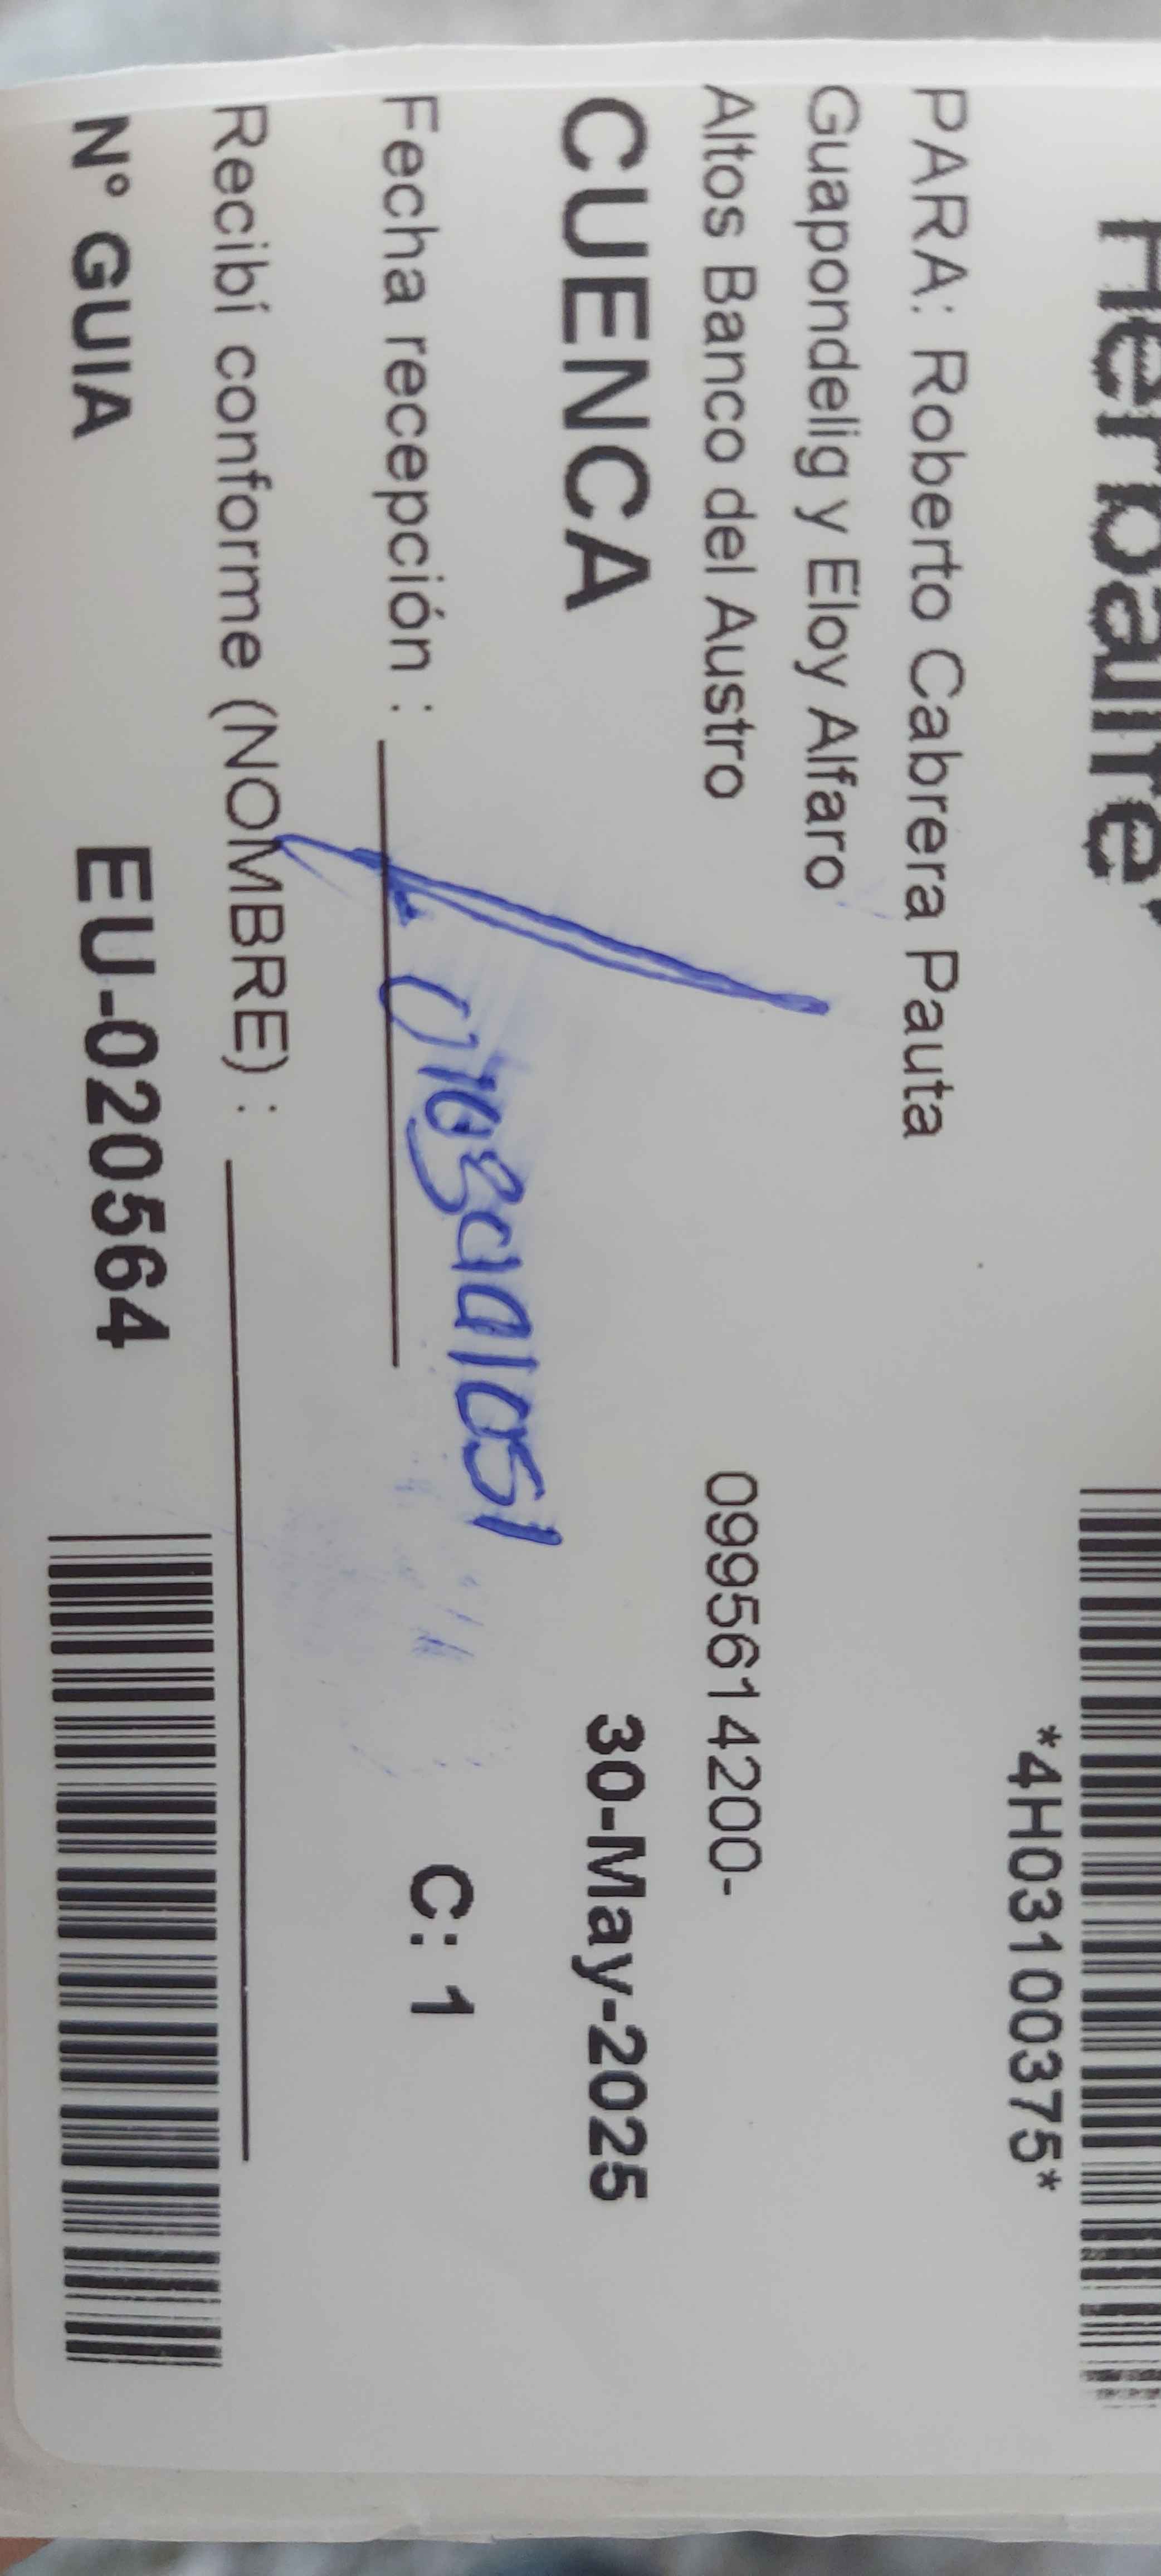 Herbalife
*4H03100375*
PARA: Roberto Cabrera Pauta
Guapondelig y Eloy Alfaro
Altos Banco del Austro 0995614200-
CUENCA 30-May-2025
Fecha recepción : C: 1
Recibí conforme (NOMBRE) :
N° GUIA EU-020564